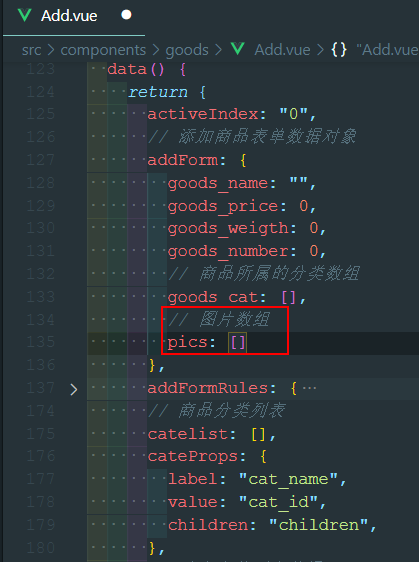 Add.vue
src > components > goods > Add.vue > {} "Add.vue
123 data() {
124 return {
125 activeIndex: "0",
126 // 添加商品表单数据对象
127 addForm: {
128 goods_name: "",
129 goods_price: 0,
130 goods_weigth: 0,
131 goods_number: 0,
132 // 商品所属的分类数组
133 goods_cat: [],
134 // 图片数组
135 pics: []
136 },
137 addFormRules: {…
174 // 商品分类列表
175 catelist: [],
176 cateProps: {
177 label: "cat_name",
178 value: "cat_id",
179 children: "children",
180 },